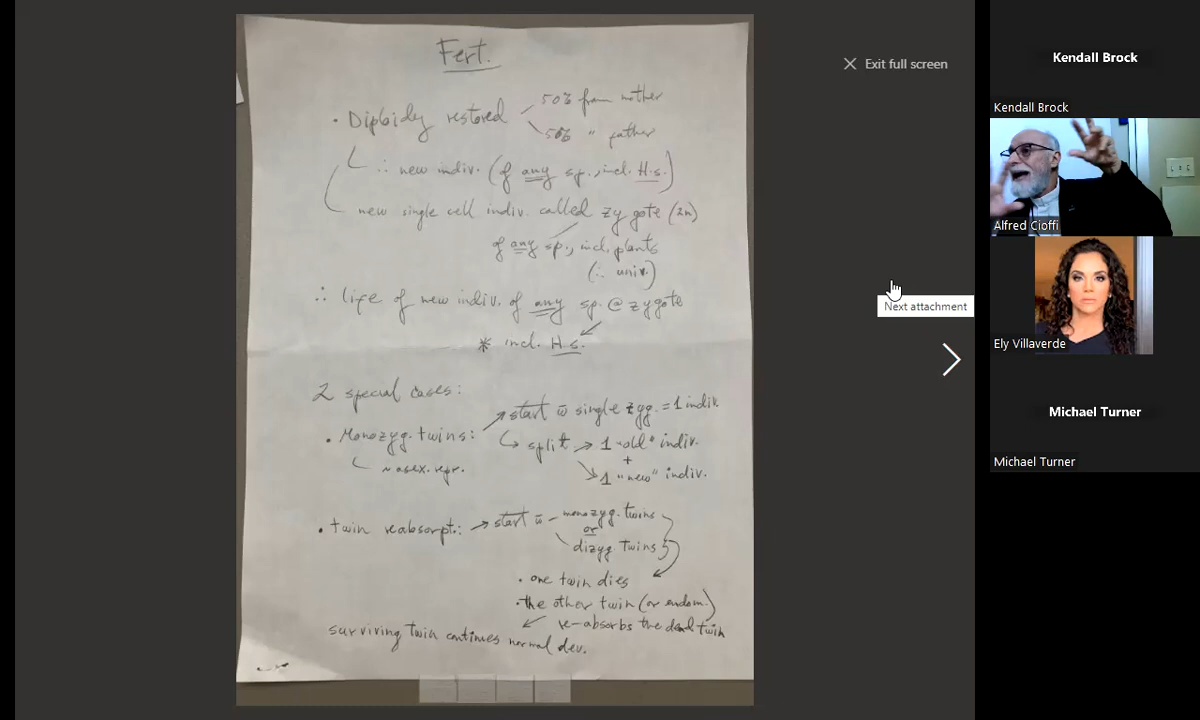 Fert.
• Diploidy restored
50% from mother
50% " father
∴ new indiv. (of any sp., incl. H.s.)
new single cell indiv. called zygote (2n)
of any sp., incl. plants
(∴ univ.)
∴ life of new indiv. of any sp. @ zygote
* incl. H.s.
2 special cases:
• Monozyg. twins: → start w̄ single zyg. = 1 indiv.
↳ split → 1 "old" indiv.
+
1 "new" indiv.
~ asex. repr.
• twin reabsorpt.: → start w̄ monozyg. twins
or
dizyg. twins
• one twin dies
• the other twin (or endom.)
re-absorbs the dead twin
surviving twin continues normal dev.
Exit full screen
Next attachment
Kendall Brock
Kendall Brock
Alfred Cioffi
Ely Villaverde
Michael Turner
Michael Turner